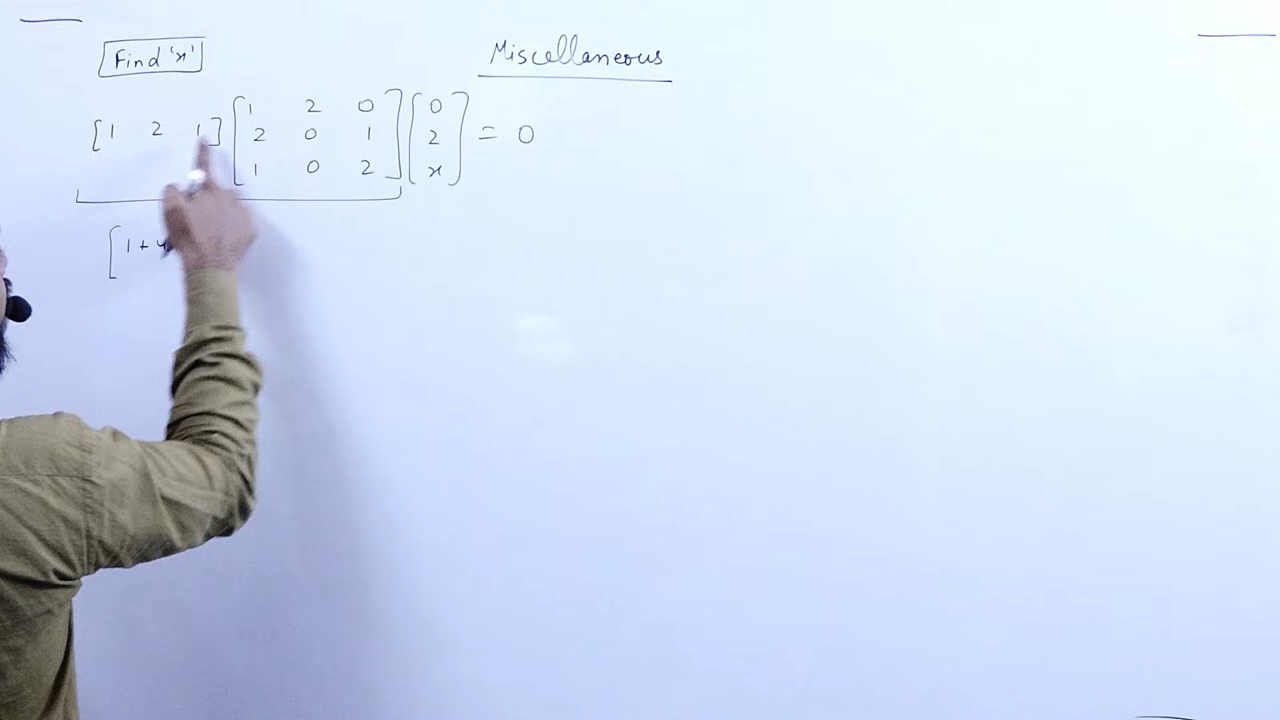 Find 'x'
Miscellaneous
[1 2 1] [1 2 0 [0
2 0 1 2
1 0 2] x] = 0
[1+4